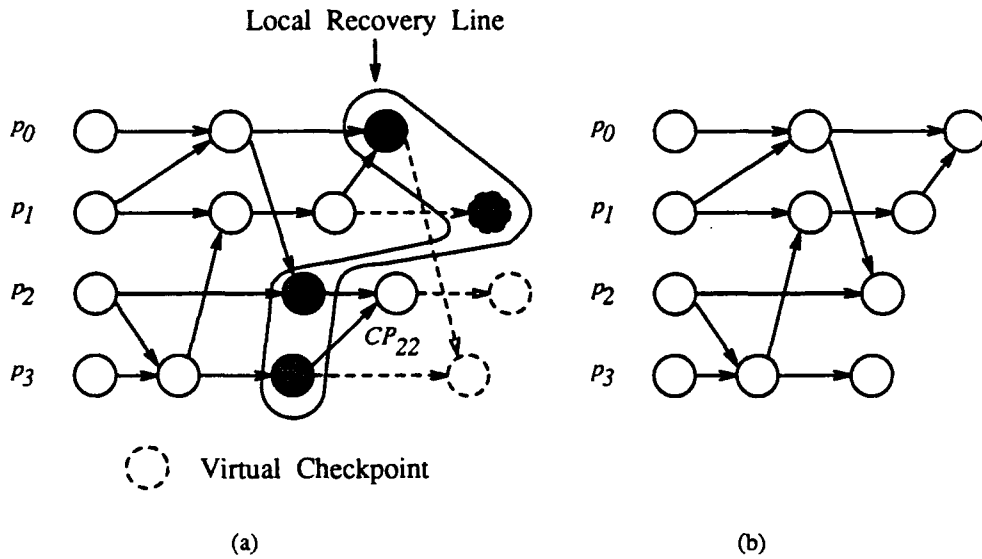 Local Recovery Line
p0
p1
p2
p3
CP22
Virtual Checkpoint
(a)
p0
p1
p2
p3
(b)